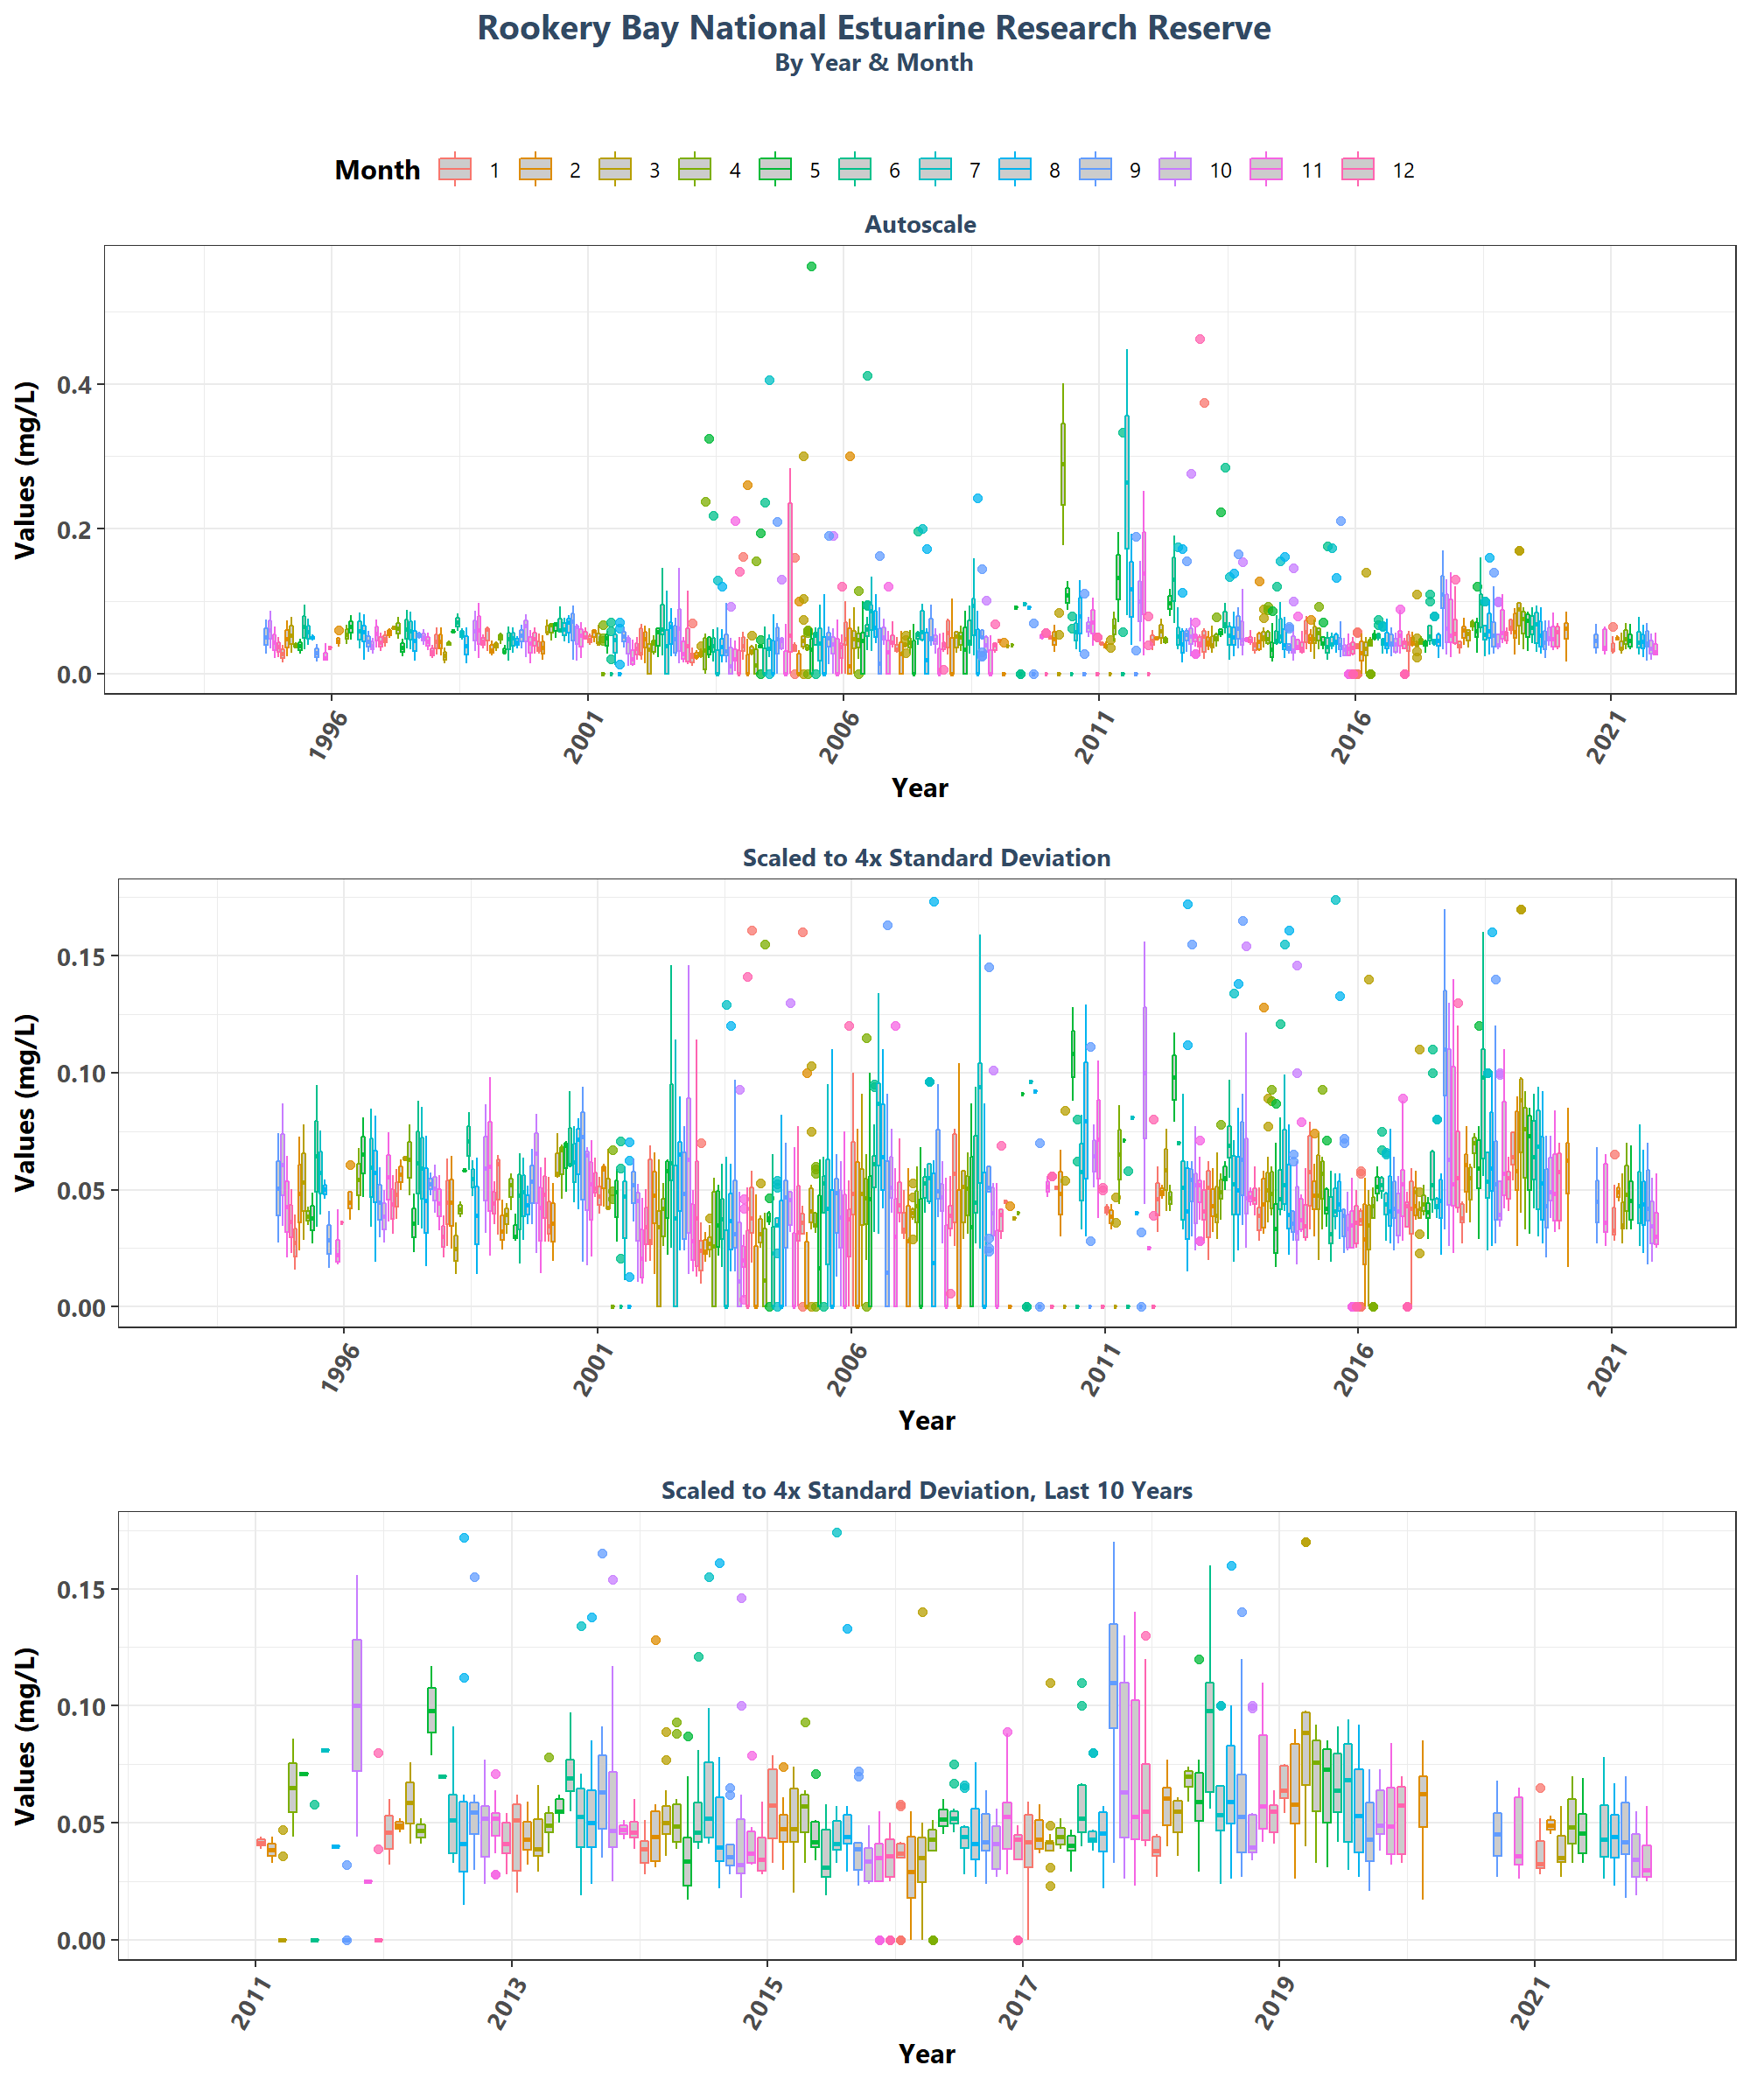 Rookery Bay National Estuarine Research Reserve
By Year & Month
Month 1 2 3 4 5 6 7 8 9 10 11 12
Autoscale
Values (mg/L)
0.4
0.2
0.0
1996 2001 2006 2011 2016 2021
Year
Scaled to 4x Standard Deviation
Values (mg/L)
0.15
0.10
0.05
0.00
1996 2001 2006 2011 2016 2021
Year
Scaled to 4x Standard Deviation, Last 10 Years
Values (mg/L)
0.15
0.10
0.05
0.00
2011 2013 2015 2017 2019 2021
Year